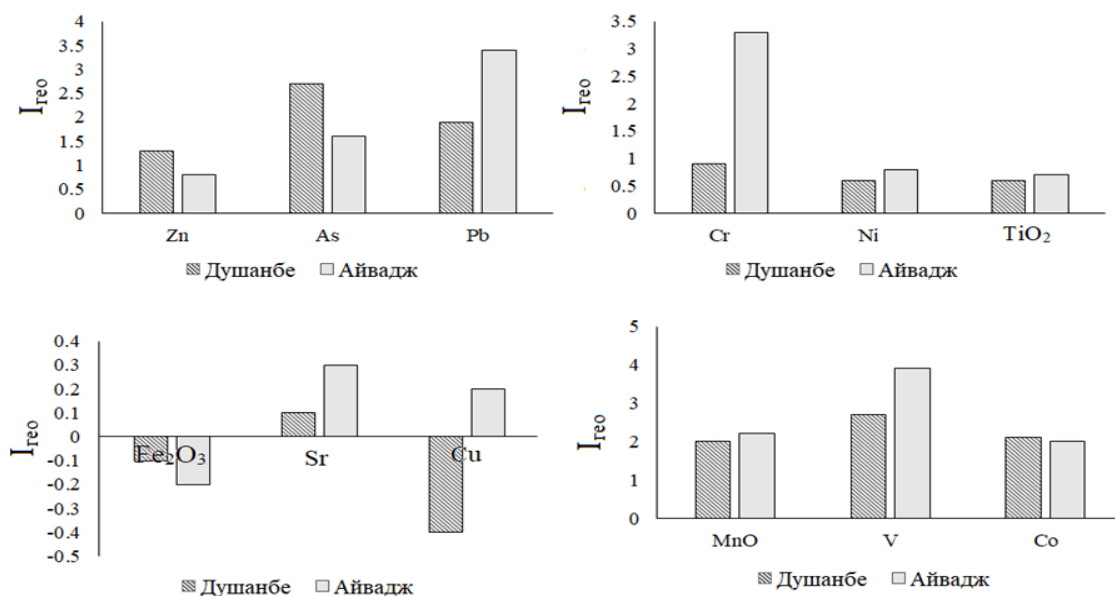 4
3.5
3
2.5
2
1.5
1
0.5
0
Iгео
Zn As Pb
Душанбе Айвадж
3.5
3
2.5
2
1.5
1
0.5
0
Iгео
Cr Ni TiO2
Душанбе Айвадж
0.4
0.3
0.2
0.1
0
-0.1
-0.2
-0.3
-0.4
-0.5
Iгео
Fe2O3 Sr Cu
Душанбе Айвадж
5
4
3
2
1
0
Iгео
MnO V Co
Душанбе Айвадж